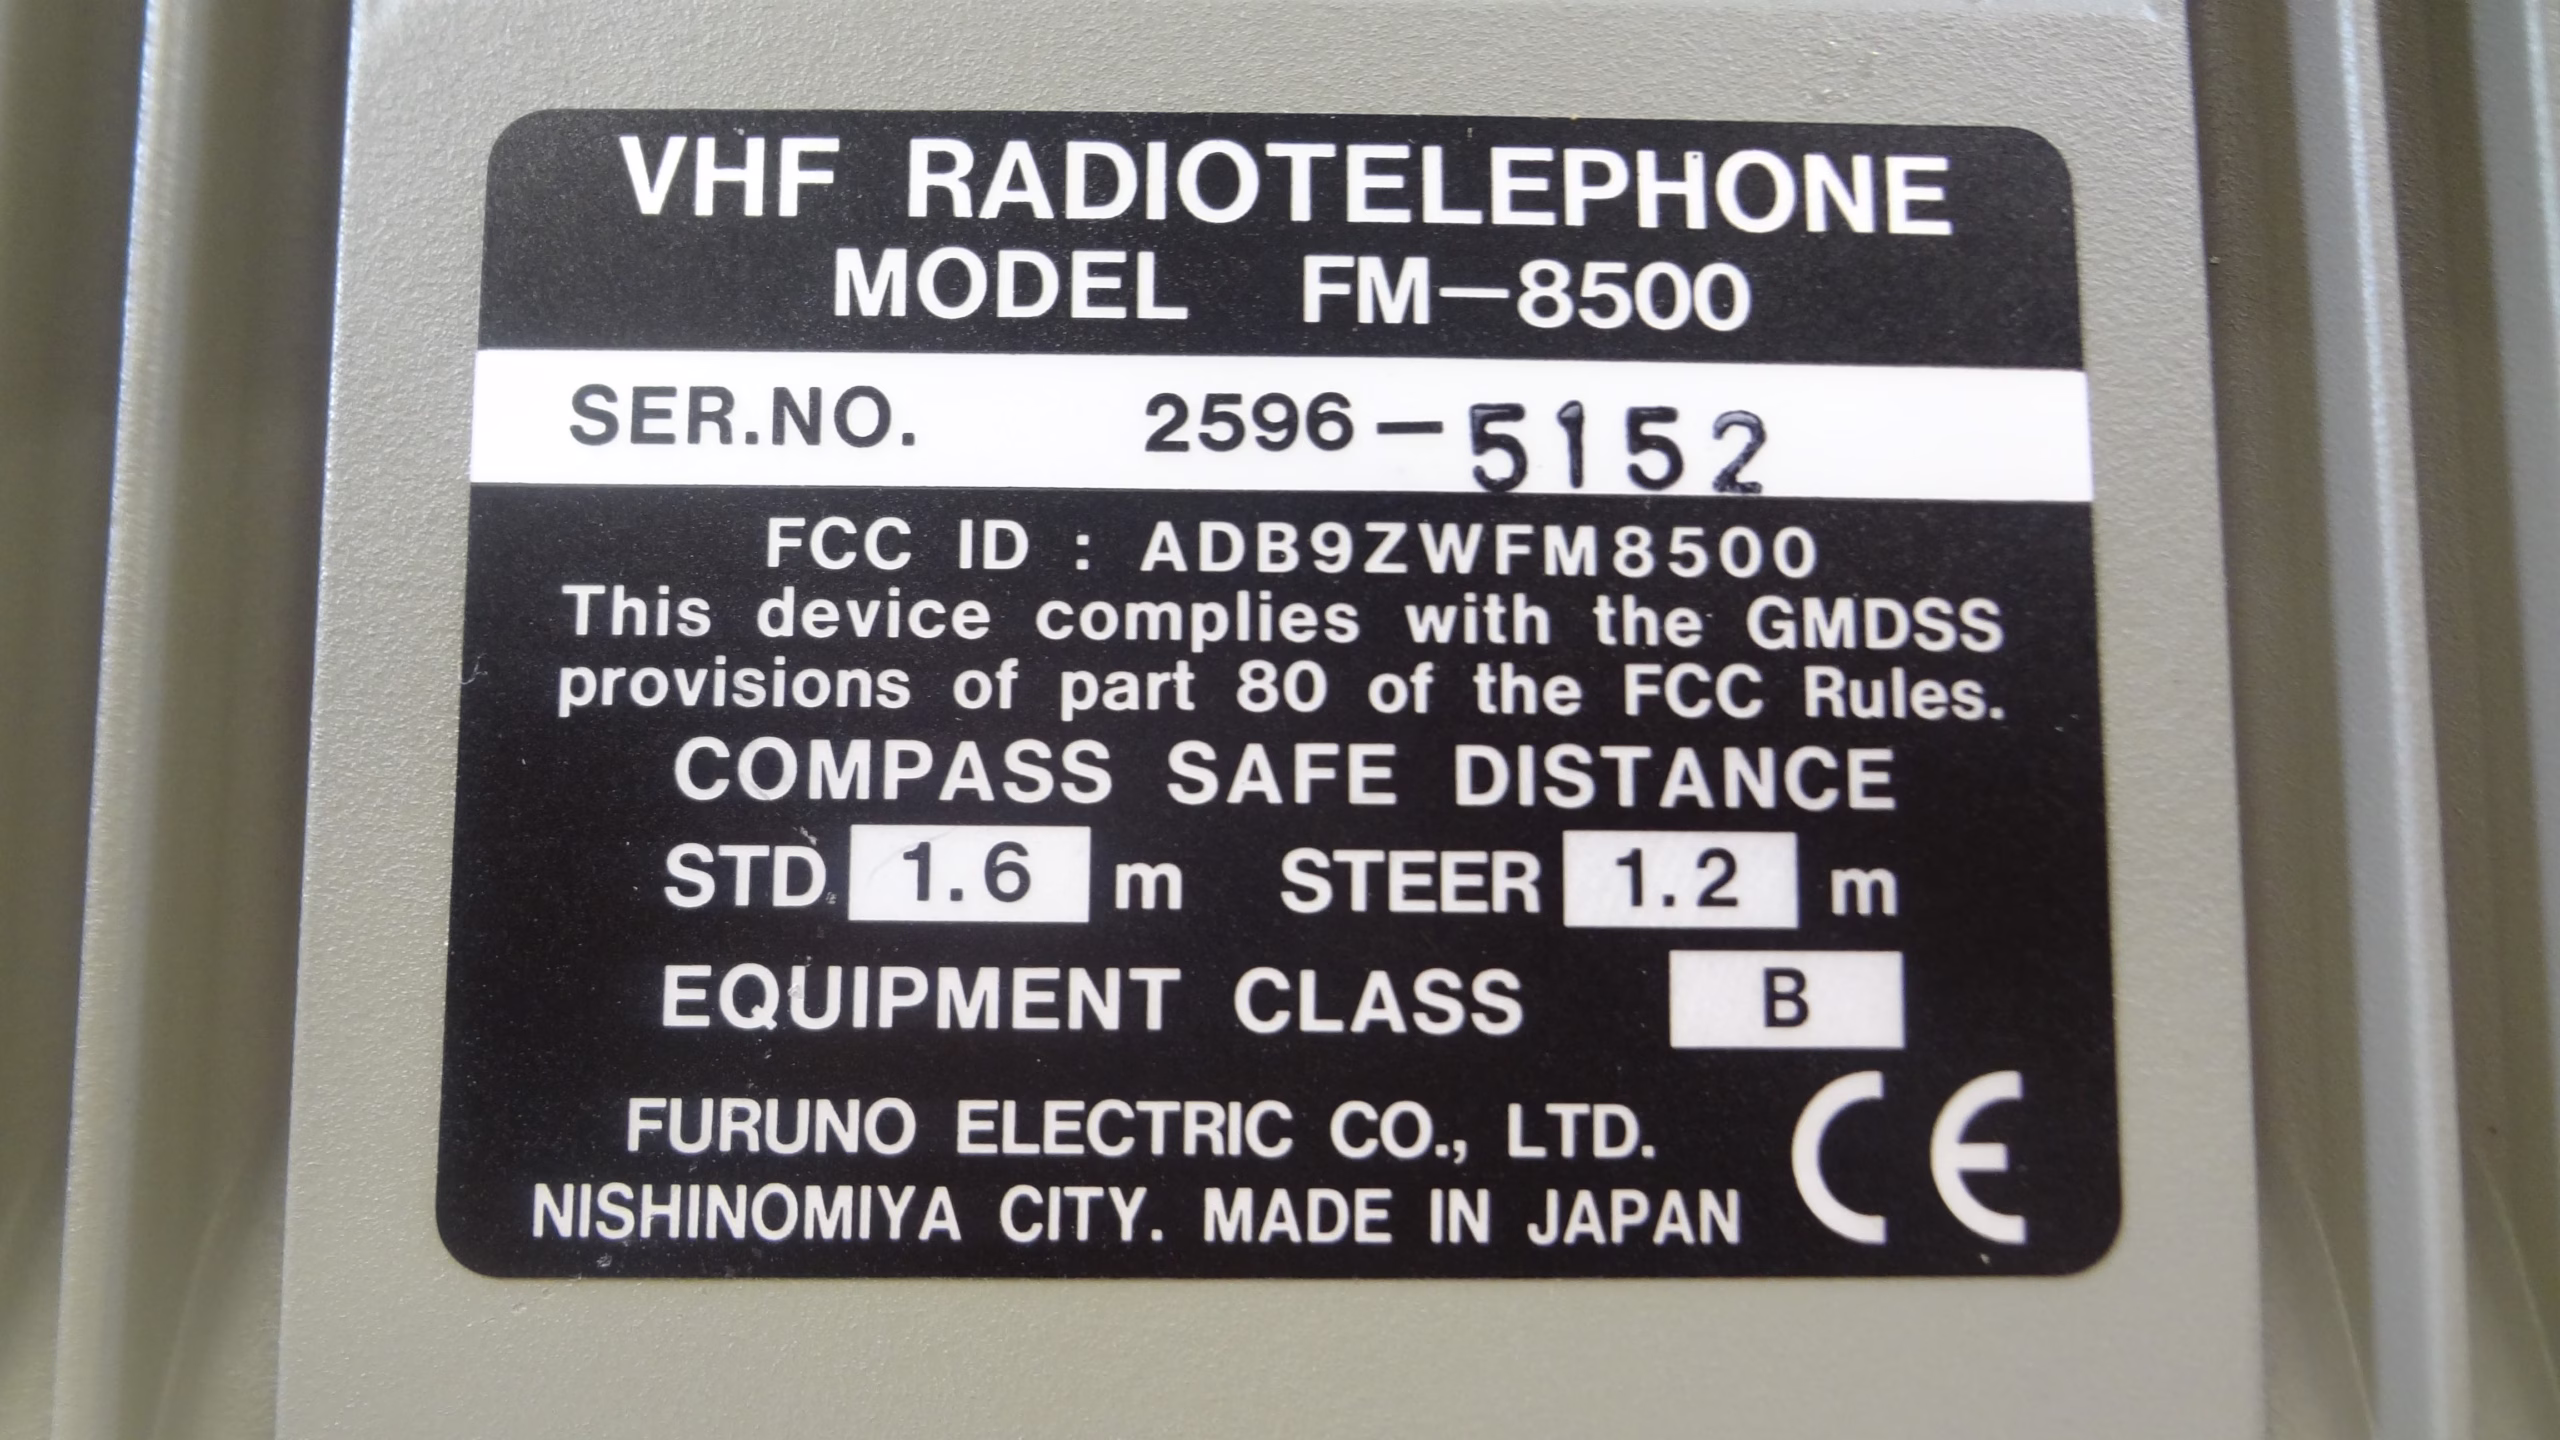 VHF RADIOTELEPHONE
MODEL FM-8500
SER.NO. 2596-5152
FCC ID : ADB9ZWFM8500
This device complies with the GMDSS
provisions of part 80 of the FCC Rules.
COMPASS SAFE DISTANCE
STD 1.6 m STEER 1.2 m
EQUIPMENT CLASS B
FURUNO ELECTRIC CO., LTD.
NISHINOMIYA CITY. MADE IN JAPAN CE